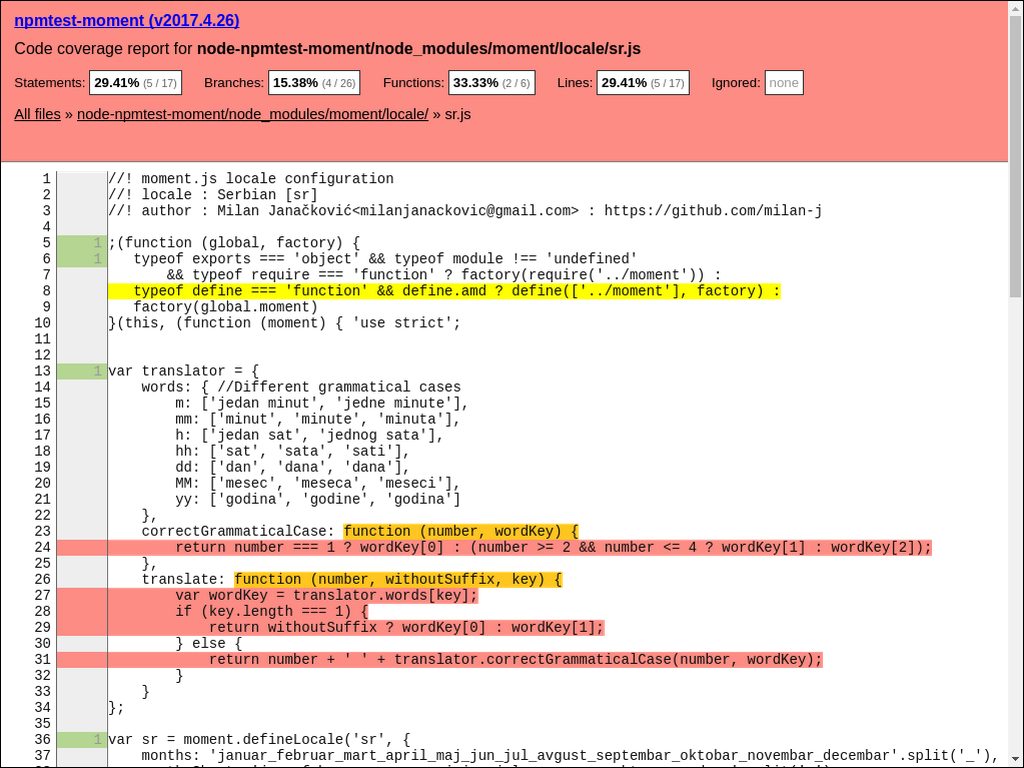 npmtest-moment (v2017.4.26)
Code coverage report for node-npmtest-moment/node_modules/moment/locale/sr.js
Statements: 29.41% (5 / 17) Branches: 15.38% (4 / 26) Functions: 33.33% (2 / 6) Lines: 29.41% (5 / 17) Ignored: none
All files » node-npmtest-moment/node_modules/moment/locale/ » sr.js
1 //! moment.js locale configuration
2 //! locale : Serbian [sr]
3 //! author : Milan Janačković<milanjanackovic@gmail.com> : https://github.com/milan-j
4
5 1 ;(function (global, factory) {
6 1 typeof exports === 'object' && typeof module !== 'undefined'
7 && typeof require === 'function' ? factory(require('../moment')) :
8 typeof define === 'function' && define.amd ? define(['../moment'], factory) :
9 factory(global.moment)
10 }(this, (function (moment) { 'use strict';
11
12
13 1 var translator = {
14 words: { //Different grammatical cases
15 m: ['jedan minut', 'jedne minute'],
16 mm: ['minut', 'minute', 'minuta'],
17 h: ['jedan sat', 'jednog sata'],
18 hh: ['sat', 'sata', 'sati'],
19 dd: ['dan', 'dana', 'dana'],
20 MM: ['mesec', 'meseca', 'meseci'],
21 yy: ['godina', 'godine', 'godina']
22 },
23 correctGrammaticalCase: function (number, wordKey) {
24 return number === 1 ? wordKey[0] : (number >= 2 && number <= 4 ? wordKey[1] : wordKey[2]);
25 },
26 translate: function (number, withoutSuffix, key) {
27 var wordKey = translator.words[key];
28 if (key.length === 1) {
29 return withoutSuffix ? wordKey[0] : wordKey[1];
30 } else {
31 return number + ' ' + translator.correctGrammaticalCase(number, wordKey);
32 }
33 }
34 };
35
36 1 var sr = moment.defineLocale('sr', {
37 months: 'januar_februar_mart_april_maj_jun_jul_avgust_septembar_oktobar_novembar_decembar'.split('_'),